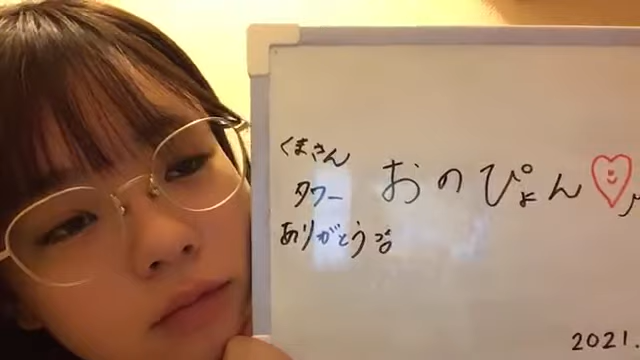 くまさん
タワー
ありがとう
おのぴょん
2021.